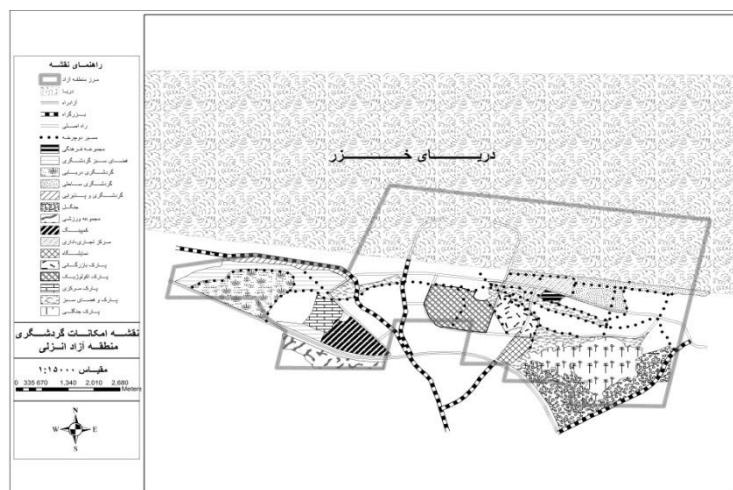 راهنمای نقشه
مرز منطقه آزاد
دریا
آزادراه
بزرگراه
راه اصلی
مسیر دوچرخه
مجموعه فرهنگی
فضای سبز گردشگری
گردشگری دریایی
گردشگری ساحلی
گردشگری و پذیرایی
جنگل
مجموعه ورزشی
کمپینگ
مرکز تجاری-اداری
نمایشگاه
پارک بازرگانی
پارک اکولوژیک
پارک مرکزی
پارک و فضای سبز
پارک جنگلی
نقشه امکانات گردشگری
منطقه آزاد انزلی
مقیاس ۱:۱۵۰۰۰
0 335 670 1,340 2,010 2,680
Meters
N
W E
S
دریای خزر